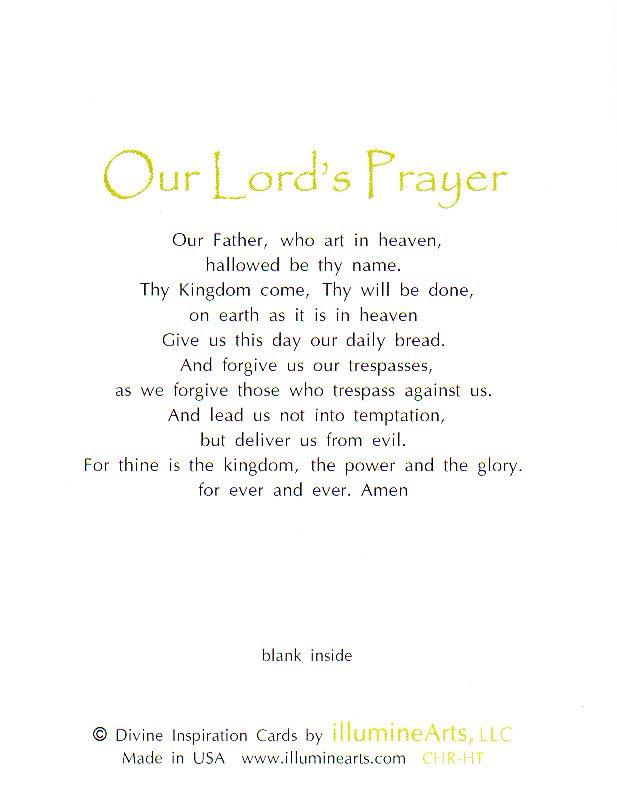 Our Lord's Prayer
Our Father, who art in heaven,
hallowed be thy name.
Thy Kingdom come, Thy will be done,
on earth as it is in heaven
Give us this day our daily bread.
And forgive us our trespasses,
as we forgive those who trespass against us.
And lead us not into temptation,
but deliver us from evil.
For thine is the kingdom, the power and the glory.
for ever and ever. Amen
blank inside
© Divine Inspiration Cards by illumineArts, LLC
Made in USA www.illuminearts.com CHR-HT